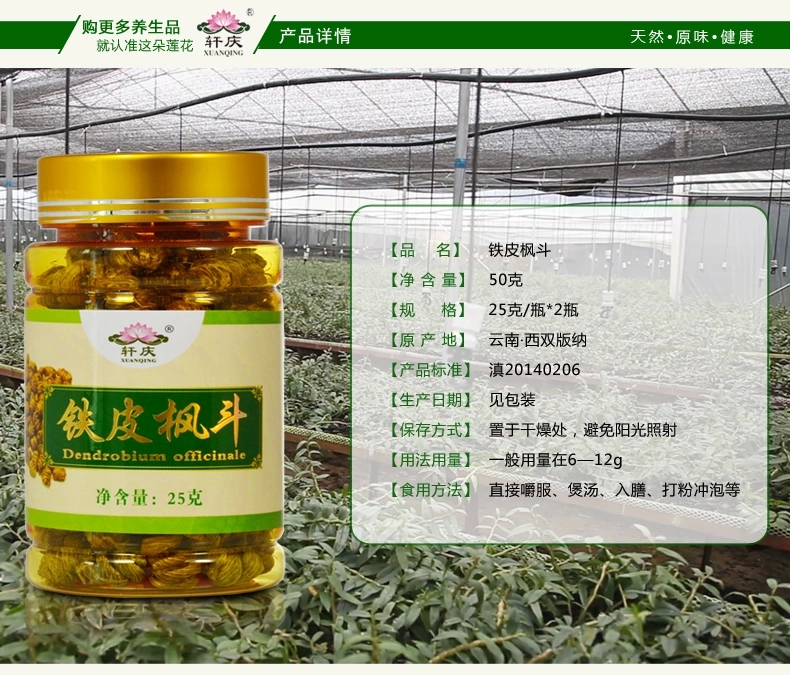 购更多养生品
就认准这朵莲花
轩庆®
XUANQING
产品详情
天然•原味•健康
轩庆®
XUANQING
铁皮枫斗
Dendrobium officinale
净含量：25克
【品 名】 铁皮枫斗
【净 含 量】 50克
【规 格】 25克/瓶*2瓶
【原 产 地】 云南·西双版纳
【产品标准】 滇20140206
【生产日期】 见包装
【保存方式】 置于干燥处，避免阳光照射
【用法用量】 一般用量在6—12g
【食用方法】 直接嚼服、煲汤、入膳、打粉冲泡等